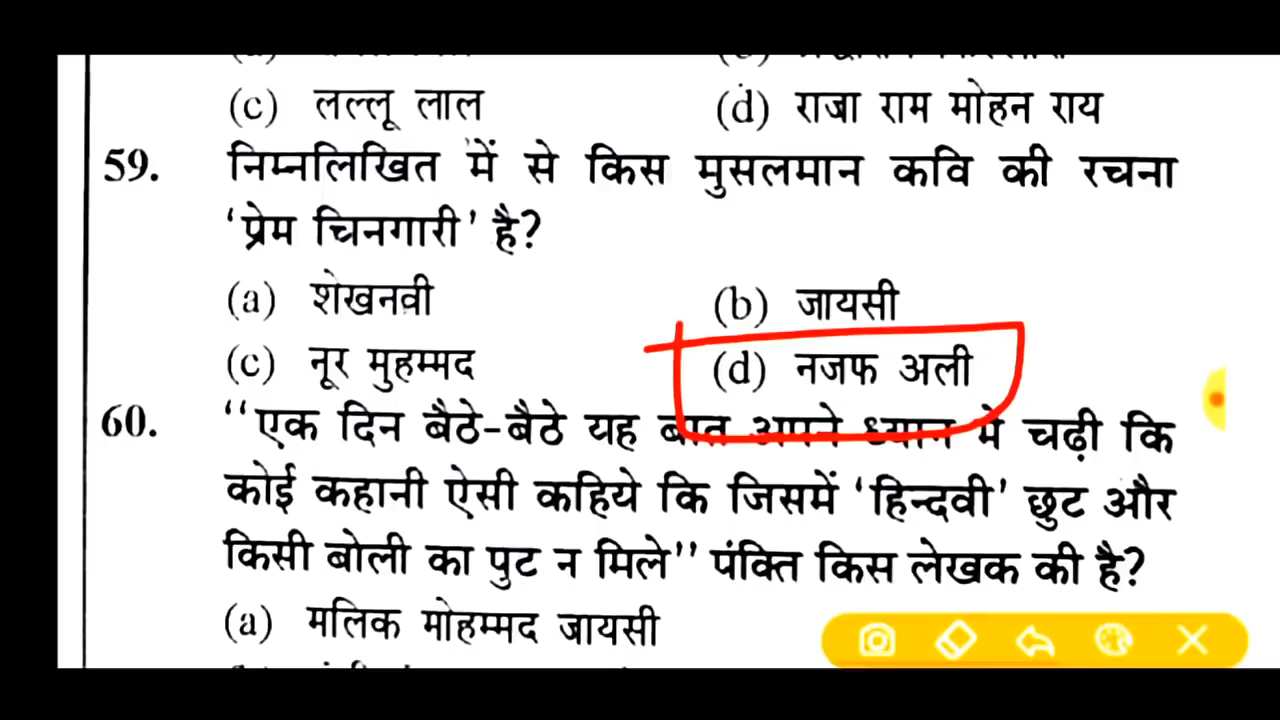 (c) लल्लू लाल (d) राजा राम मोहन राय
59. निम्नलिखित में से किस मुसलमान कवि की रचना
‘प्रेम चिनगारी’ है?
(a) शेखनवी (b) जायसी
(c) नूर मुहम्मद (d) नजफ अली
60. “एक दिन बैठे-बैठे यह बात अपने ध्यान में चढ़ी कि
कोई कहानी ऐसी कहिये कि जिसमें ‘हिन्दवी’ छुट और
किसी बोली का पुट न मिले” पंक्ति किस लेखक की है?
(a) मलिक मोहम्मद जायसी